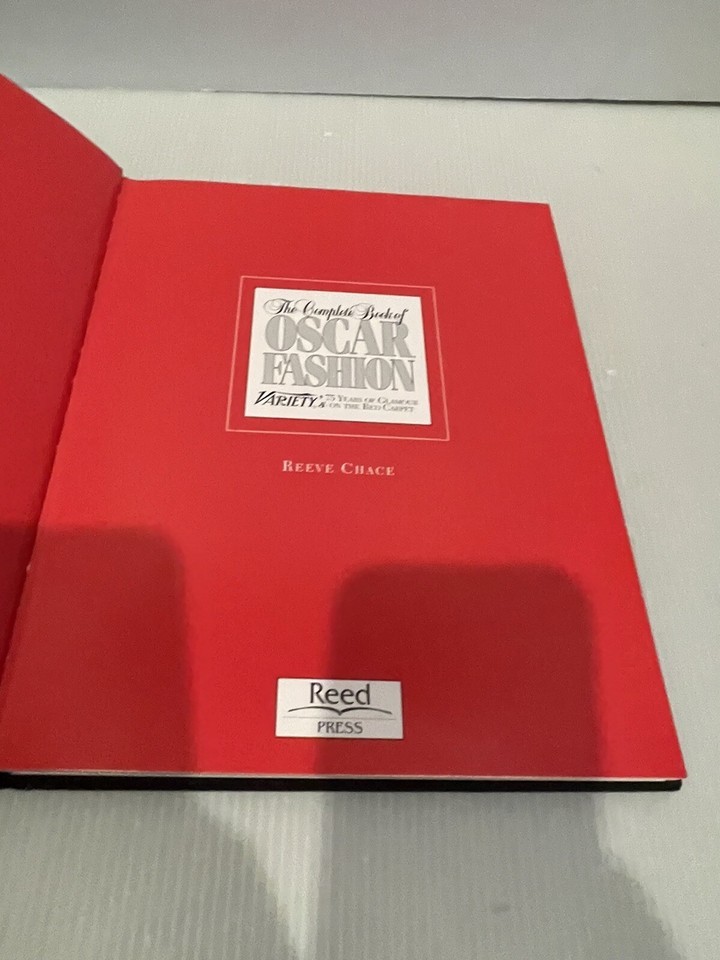 The Complete Book of
OSCAR
FASHION
VARIETY's 75 YEARS OF GLAMOUR
ON THE RED CARPET
REEVE CHACE
Reed
PRESS